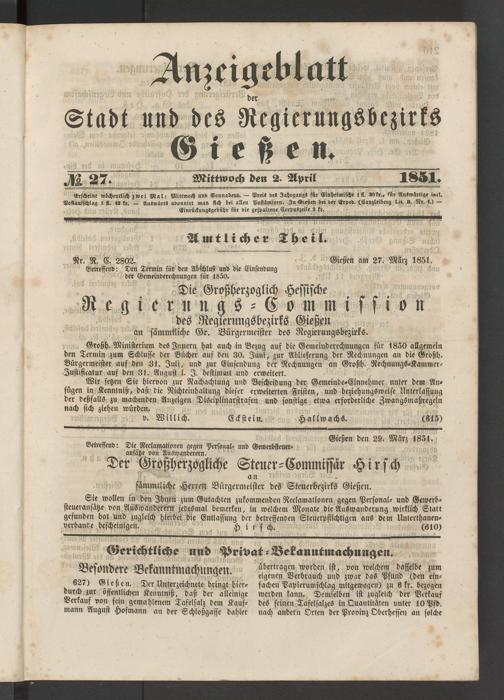 Anzeigeblatt
der
Stadt und des Regierungsbezirks
Gießen.
№ 27. Mittwoch den 2. April 1851.
Erscheint wöchentlich zwei Mal: Mittwoch und Sonnabend. — Preis des Jahrgangs für Einheimische 1 fl. 30 kr., für Auswärtige incl.
Postaufschlag 1 fl. 42 kr. — Auswärts abonnirt man sich bei allen Postämtern. In Gießen bei der Exped. (Canzleiberg Lit. B. Nr. 1.) —
Einrückungsgebühr für die gespaltene Corpuszeile 3 kr.
Amtlicher Theil.
Nr. R. C. 2802. Gießen am 27. März 1851.
Betreffend: Den Termin für den Abschluß und die Einsendung
der Gemeinderechnungen für 1850.
Die Großherzoglich Hessische
Regierungs-Commission
des Regierungsbezirks Gießen
an sämmtliche Gr. Bürgermeister des Regierungsbezirks.
Großh. Ministerium des Innern hat auch in Bezug auf die Gemeinderechnungen für 1850 allgemein
den Termin zum Schlusse der Bücher auf den 30. Juni, zur Ablieferung der Rechnungen an die Großh.
Bürgermeister auf den 31. Juli, und zur Einsendung der Rechnungen an Großh. Rechnungs-Kammer-
Justifikatur auf den 31. August l. J. bestimmt und erweitert.
Wir setzen Sie hiervon zur Nachachtung und Bescheidung der Gemeinde-Einnehmer unter dem An-
fügen in Kenntniß, daß die Nichteinhaltung dieser erweiterten Fristen, und beziehungsweise Unterlassung
der desfalls zu machenden Anzeigen Disciplinarstrafen und sonstige erforderliche Zwangsmaßregeln
nach sich ziehen würden.
v. Willich. Eckstein. Hallwachs. (615)
Gießen den 29. März 1851.
Betreffend: Die Reclamationen gegen Personal- und Gewerbsteuer-
ansätze von Auswanderern.
Der Großherzogliche Steuer-Commissär Hirsch
an
sämmtliche Herren Bürgermeister des Steuerbezirks Gießen.
Sie wollen in den Ihnen zum Gutachten zukommenden Reclamationen gegen Personal- und Gewerb-
steueransätze von Auswanderern jedesmal bemerken, in welchem Monate die Auswanderung wirklich Statt
gefunden hat und zugleich hierbei die Entlassung der betreffenden Steuerpflichtigen aus dem Unterthanen-
verbande bescheinigen. Hirsch. (610)
Gerichtliche und Privat-Bekanntmachungen.
Besondere Bekanntmachungen.
627) Gießen. Der Unterzeichnete bringt hier-
durch zur öffentlichen Kenntniß, daß der alleinige
Verkauf von fein gemahlenen Tafelsalz dem Kauf-
mann August Hofmann an der Schloßgasse dahier
übertragen worden ist, von welchem dasselbe zum
eigenen Verbrauch und zwar das Pfund (den ein-
fachen Papierumschlag mitgewogen) zu 6 kr. bezogen
werden kann. Demselben ist zugleich der Verkauf
des feinen Tafelsalzes in Quantitäten unter 10 Pfd.
nach andern Orten der Provinz Oberhessen an solche